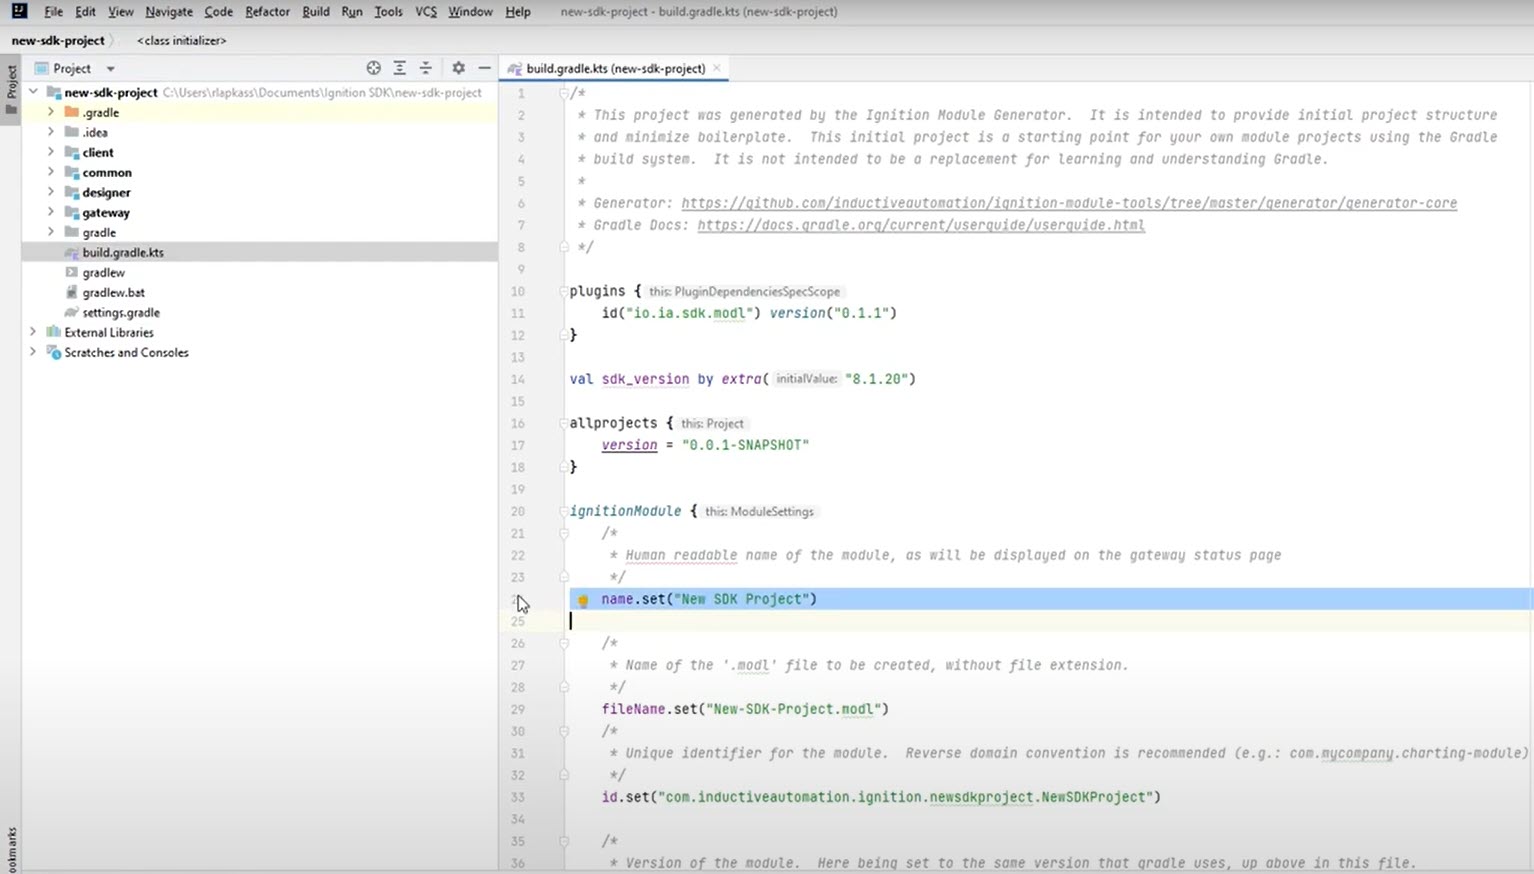 File Edit View Navigate Code Refactor Build Run Tools VCS Window Help new-sdk-project - build.gradle.kts (new-sdk-project)
new-sdk-project <class initializer>
Project
Project
new-sdk-project C:\Users\rlapkass\Documents\Ignition SDK\new-sdk-project
.gradle
.idea
client
common
designer
gateway
gradle
build.gradle.kts
gradlew
gradlew.bat
settings.gradle
External Libraries
Scratches and Consoles
build.gradle.kts (new-sdk-project)
1 /*
2 * This project was generated by the Ignition Module Generator. It is intended to provide initial project structure
3 * and minimize boilerplate. This initial project is a starting point for your own module projects using the Gradle
4 * build system. It is not intended to be a replacement for learning and understanding Gradle.
5 *
6 * Generator: https://github.com/inductiveautomation/ignition-module-tools/tree/master/generator/generator-core
7 * Gradle Docs: https://docs.gradle.org/current/userguide/userguide.html
8 */
9
10 plugins { this: PluginDependenciesSpecScope
11 id("io.ia.sdk.modl") version("0.1.1")
12 }
13
14 val sdk_version by extra( initialValue: "8.1.20")
15
16 allprojects { this: Project
17 version = "0.0.1-SNAPSHOT"
18 }
19
20 ignitionModule { this: ModuleSettings
21 /*
22 * Human readable name of the module, as will be displayed on the gateway status page
23 */
name.set("New SDK Project")
25
26 /*
27 * Name of the '.modl' file to be created, without file extension.
28 */
29 fileName.set("New-SDK-Project.modl")
30 /*
31 * Unique identifier for the module. Reverse domain convention is recommended (e.g.: com.mycompany.charting-module)
32 */
33 id.set("com.inductiveautomation.ignition.newsdkproject.NewSDKProject")
34
35 /*
36 * Version of the module. Here being set to the same version that gradle uses, up above in this file.